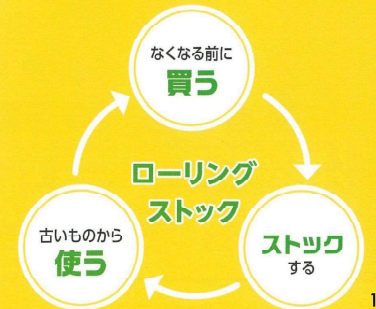 なくなる前に
買う
ローリング
ストック
ストック
する
古いものから
使う
1